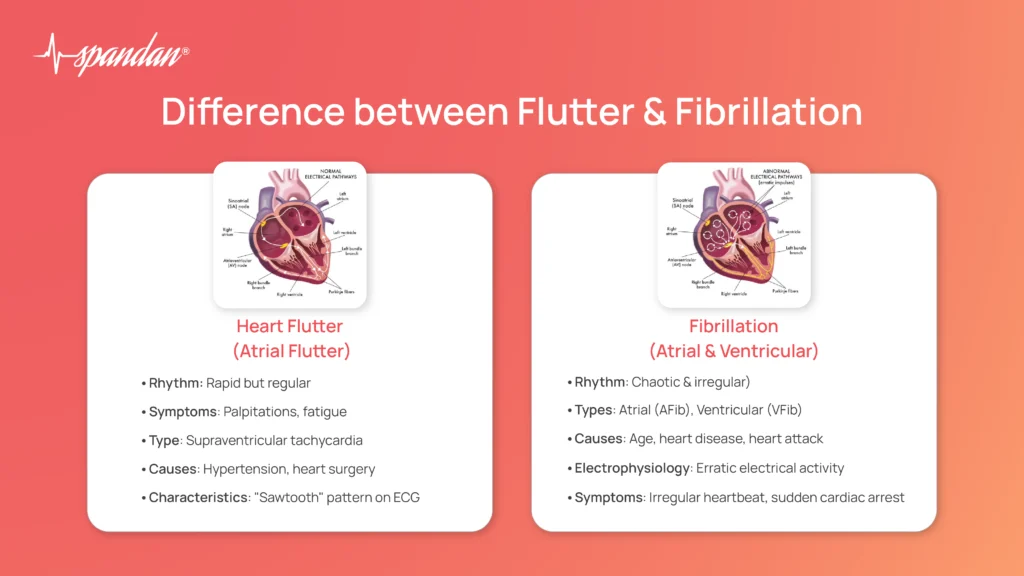 spandan®
Difference between Flutter & Fibrillation
NORMAL
ELECTRICAL PATHWAYS
Left
atrium
Sinoatrial
(SA) node
Right
atrium
Left ventricle
Left bundle
branch
Atrioventricular
(AV) node
Right bundle
branch
Right ventricle
Purkinje fibers
Heart Flutter
(Atrial Flutter)
• Rhythm: Rapid but regular
• Symptoms: Palpitations, fatigue
• Type: Supraventricular tachycardia
• Causes: Hypertension, heart surgery
• Characteristics: "Sawtooth" pattern on ECG
ABNORMAL
ELECTRICAL PATHWAYS
(erratic impulses)
Left
atrium
Sinoatrial
(SA) node
Right
atrium
Left ventricle
Left bundle
branch
Atrioventricular
(AV) node
Right bundle
branch
Right ventricle
Purkinje fibers
Fibrillation
(Atrial & Ventricular)
• Rhythm: Chaotic & irregular)
• Types: Atrial (AFib), Ventricular (VFib)
• Causes: Age, heart disease, heart attack
• Electrophysiology: Erratic electrical activity
• Symptoms: Irregular heartbeat, sudden cardiac arrest